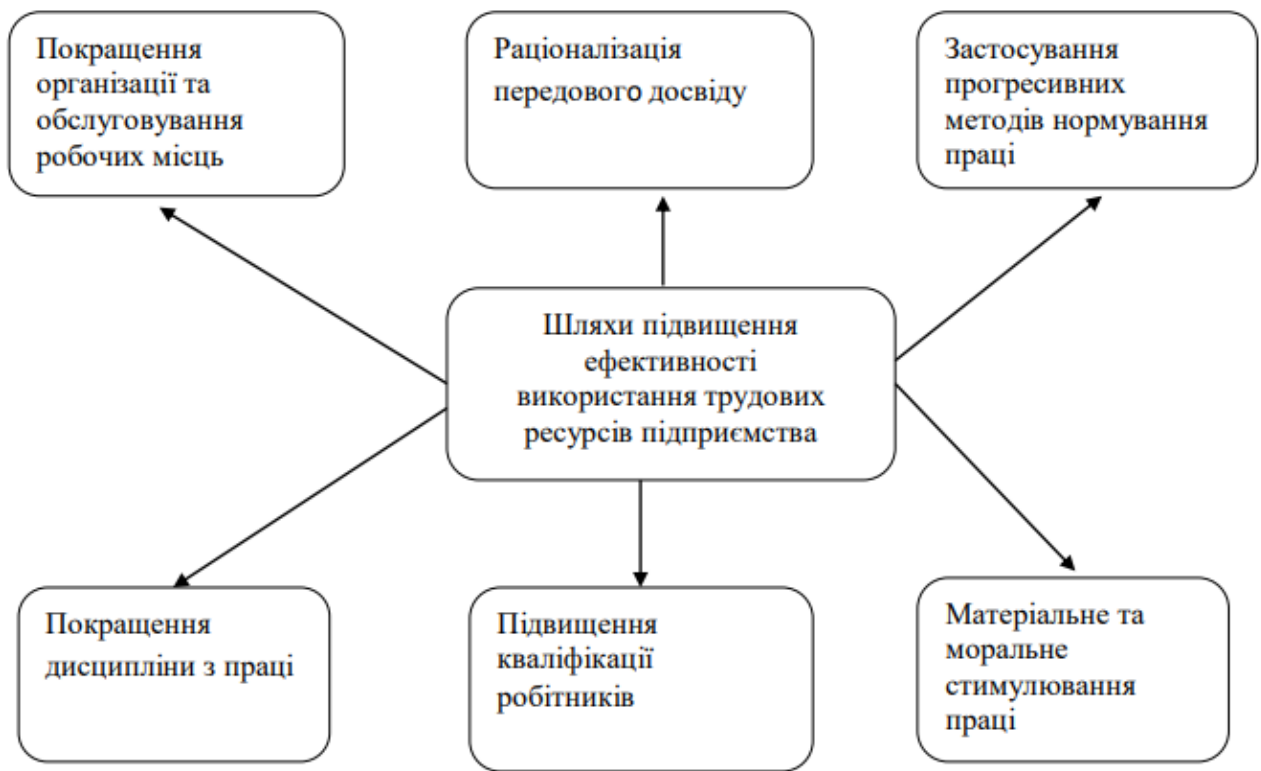 Покращення
організації та
обслуговування
робочих місць
Раціоналізація
передового досвіду
Застосування
прогресивних
методів нормування
праці
Шляхи підвищення
ефективності
використання трудових
ресурсів підприємства
Покращення
дисципліни з праці
Підвищення
кваліфікації
робітників
Матеріальне та
моральне
стимулювання
праці